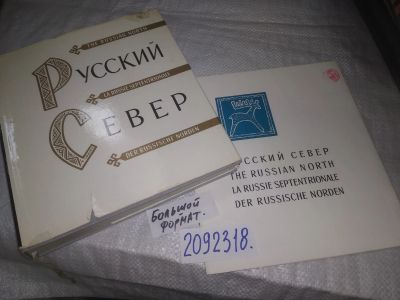 THE RUSSIAN NORTH
РУССКИЙ
LA RUSSIE SEPTENTRIONALE
СЕВЕР
DER RUSSISCHE NORDEN
РУССКИЙ СЕВЕР
THE RUSSIAN NORTH
LA RUSSIE SEPTENTRIONALE
DER RUSSISCHE NORDEN
БОЛЬШОЙ
ФОРМАТ.
2092318.